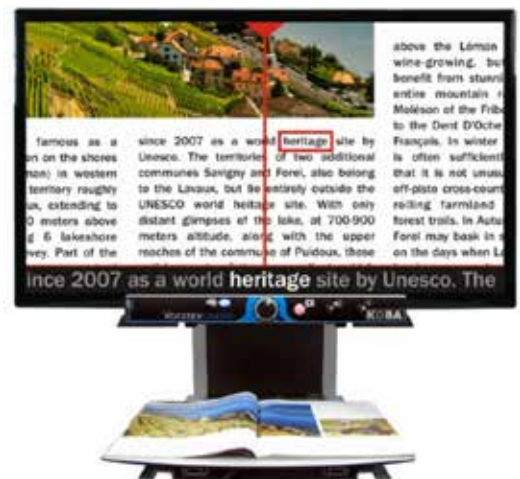 famous as a
on on the shores
man) in western
territory roughly
ux, extending to
0 meters above
g 6 lakeshore
vey. Part of the
since 2007 as a world heritage site by
Unesco. The territories of two additional
communes Savigny and Forel, also belong
to the Lavaux, but lie entirely outside the
UNESCO world heritage site. With only
distant glimpses of the lake, at 700-900
meters altitude, along with the upper
reaches of the commune of Puidoux, those
above the Léman
wine-growing, but
benefit from stunni
entire mountain r
Moléson of the Fribo
to the Dent D'Oche
Français. In winter
is often sufficient
that it is not unusu
off-piste cross-count
rolling farmland
forest trails. In Autu
Forel may bask in s
on the days when L
ince 2007 as a world heritage site by Unesco. The
KOBA